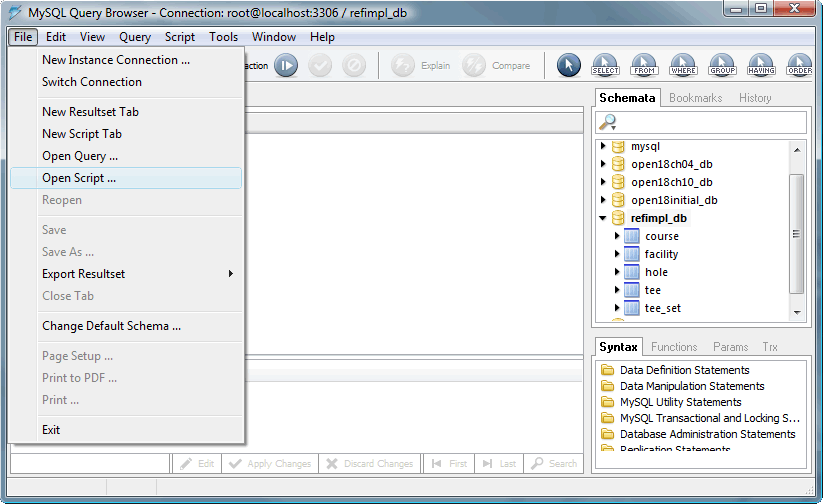 MySQL Query Browser - Connection: root@localhost:3306 / refimpl_db
File Edit View Query Script Tools Window Help
New Instance Connection ...
Switch Connection
New Resultset Tab
New Script Tab
Open Query ...
Open Script ...
Reopen
Save
Save As ...
Export Resultset
Close Tab
Change Default Schema ...
Page Setup ...
Print to PDF ...
Print ...
Exit
Explain Compare SELECT FROM WHERE GROUP HAVING ORDER
Schemata Bookmarks History
mysql
open18ch04_db
open18ch10_db
open18initial_db
refimpl_db
course
facility
hole
tee
tee_set
Syntax Functions Params Trx
Data Definition Statements
Data Manipulation Statements
MySQL Utility Statements
MySQL Transactional and Locking S...
Database Administration Statements
Replication Statements
Edit Apply Changes Discard Changes First Last Search